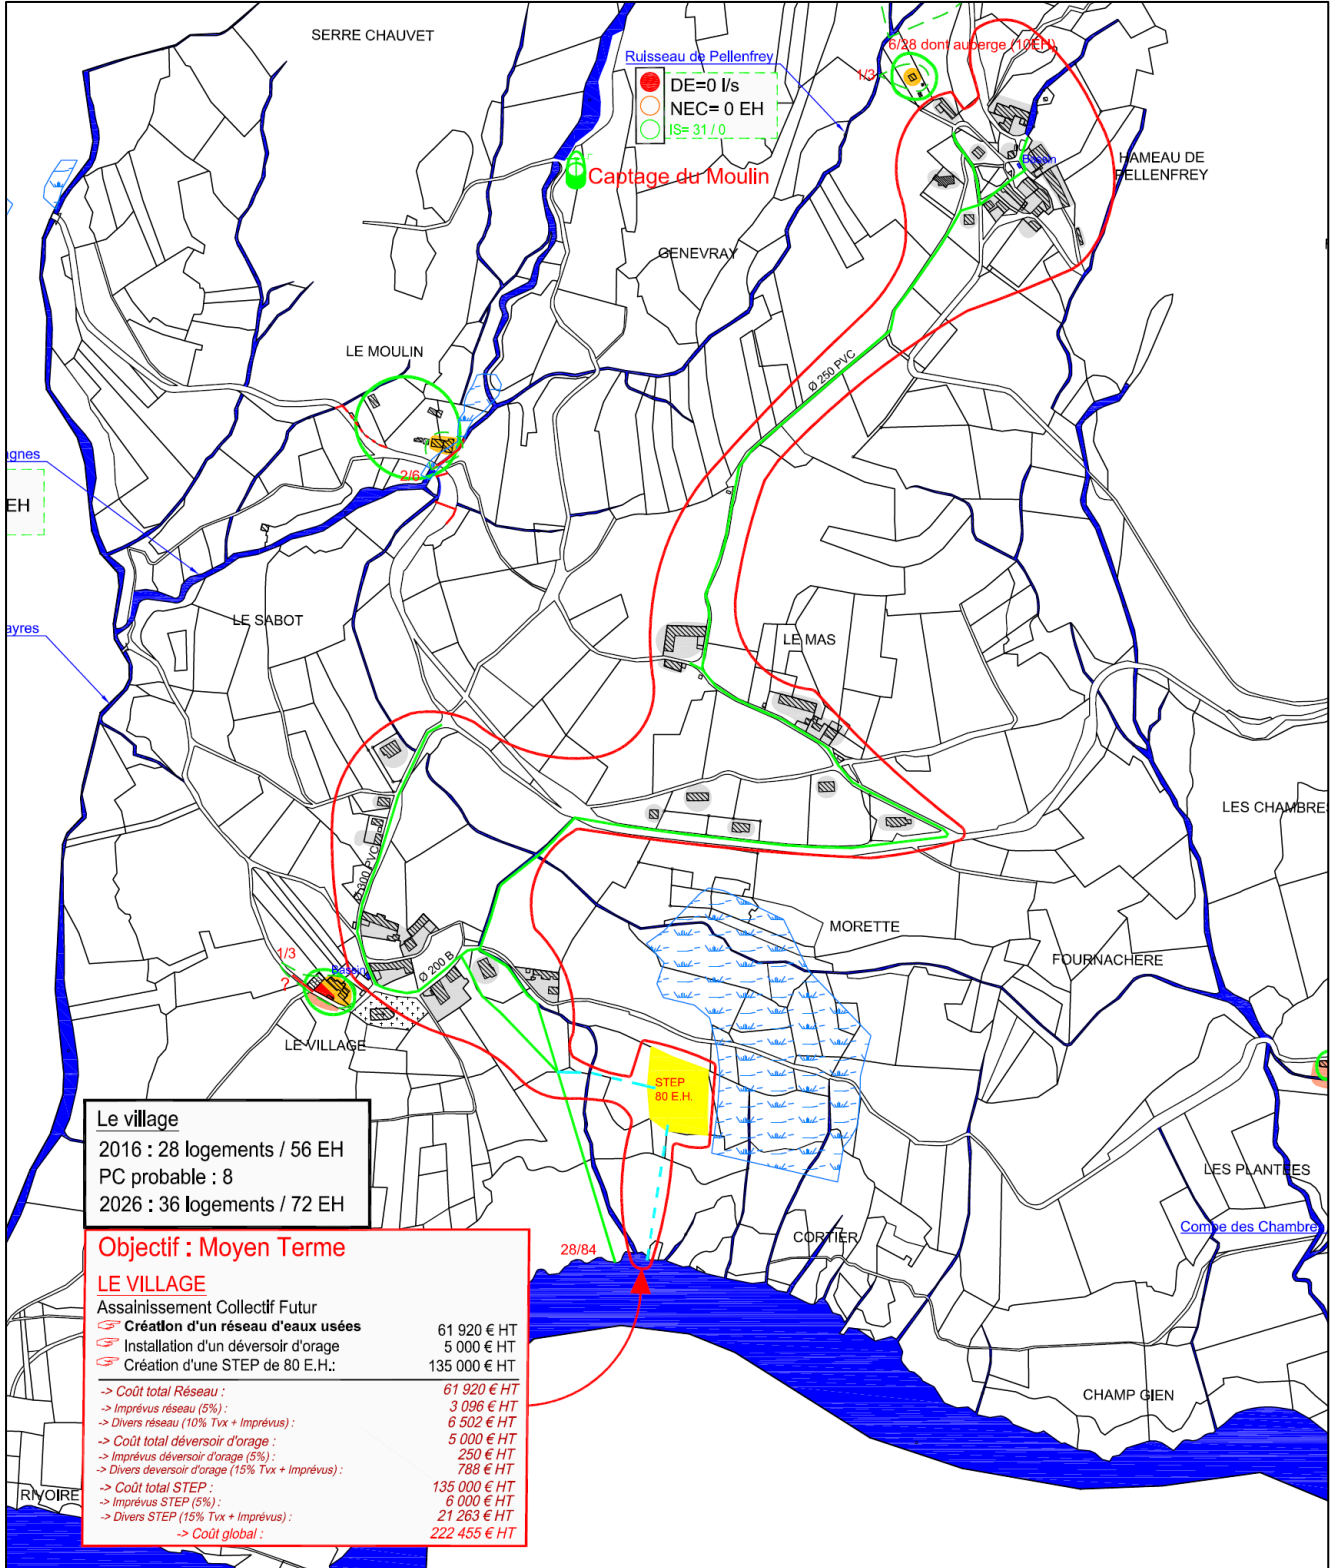 SERRE CHAUVET
Ruisseau de Pellenfrey
6/28 dont auberge (10EH)
1/3
DE=0 l/s
NEC= 0 EH
IS= 31 / 0
Captage du Moulin
Bassin
HAMEAU DE
PELLENFREY
GENEVRAY
LE MOULIN
Ø 250 PVC
2/6
agnes
EH
LE SABOT
ayres
LE MAS
LES CHAMBRES
Ø 300 PVC
MORETTE
FOURNACHERE
1/3
?
Bassin
Ø 200 B
LE VILLAGE
STEP
80 E.H.
LES PLANTEES
Combe des Chambre
CORTIER
28/84
CHAMP GIEN
RIVOIRE
Le village
2016 : 28 logements / 56 EH
PC probable : 8
2026 : 36 logements / 72 EH
Objectif : Moyen Terme
LE VILLAGE
Assainissement Collectif Futur
Création d'un réseau d'eaux usées 61 920 € HT
Installation d'un déversoir d'orage 5 000 € HT
Création d'une STEP de 80 E.H.: 135 000 € HT
-> Coût total Réseau : 61 920 € HT
-> Imprévus réseau (5%) : 3 096 € HT
-> Divers réseau (10% Tvx + Imprévus) : 6 502 € HT
-> Coût total déversoir d'orage : 5 000 € HT
-> Imprévus déversoir d'orage (5%) : 250 € HT
-> Divers deversoir d'orage (15% Tvx + Imprévus) : 788 € HT
-> Coût total STEP : 135 000 € HT
-> Imprévus STEP (5%) : 6 000 € HT
-> Divers STEP (15% Tvx + Imprévus) : 21 263 € HT
-> Coût global : 222 455 € HT